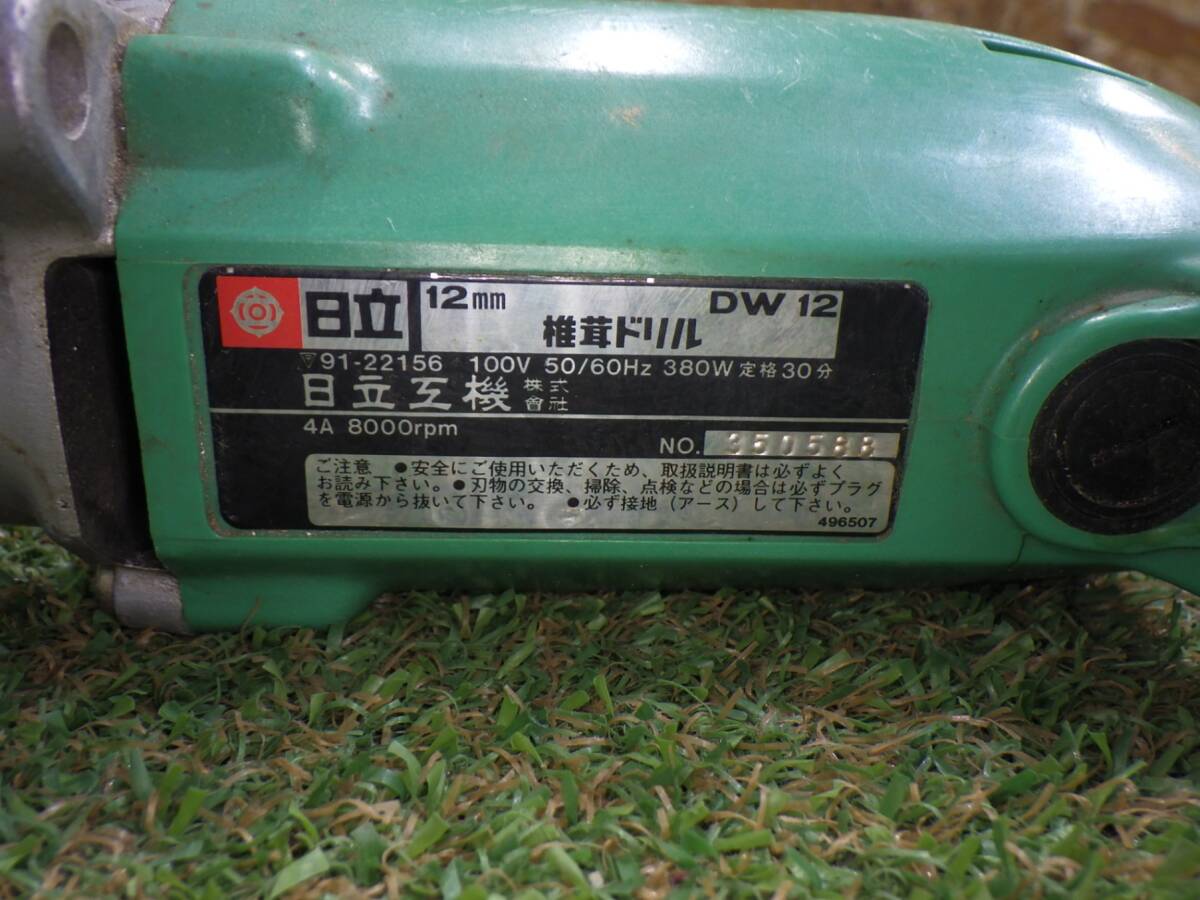 日立 12mm DW 12
椎茸ドリル
91-22156 100V 50/60Hz 380W 定格30分
日立工機 株式會社
4A 8000rpm
NO. 350588
ご注意 ●安全にご使用いただくため、取扱説明書は必ずよく
お読み下さい。●刃物の交換、掃除、点検などの場合は必ずプラグ
を電源から抜いて下さい。 ●必ず接地(アース)して下さい。
496507